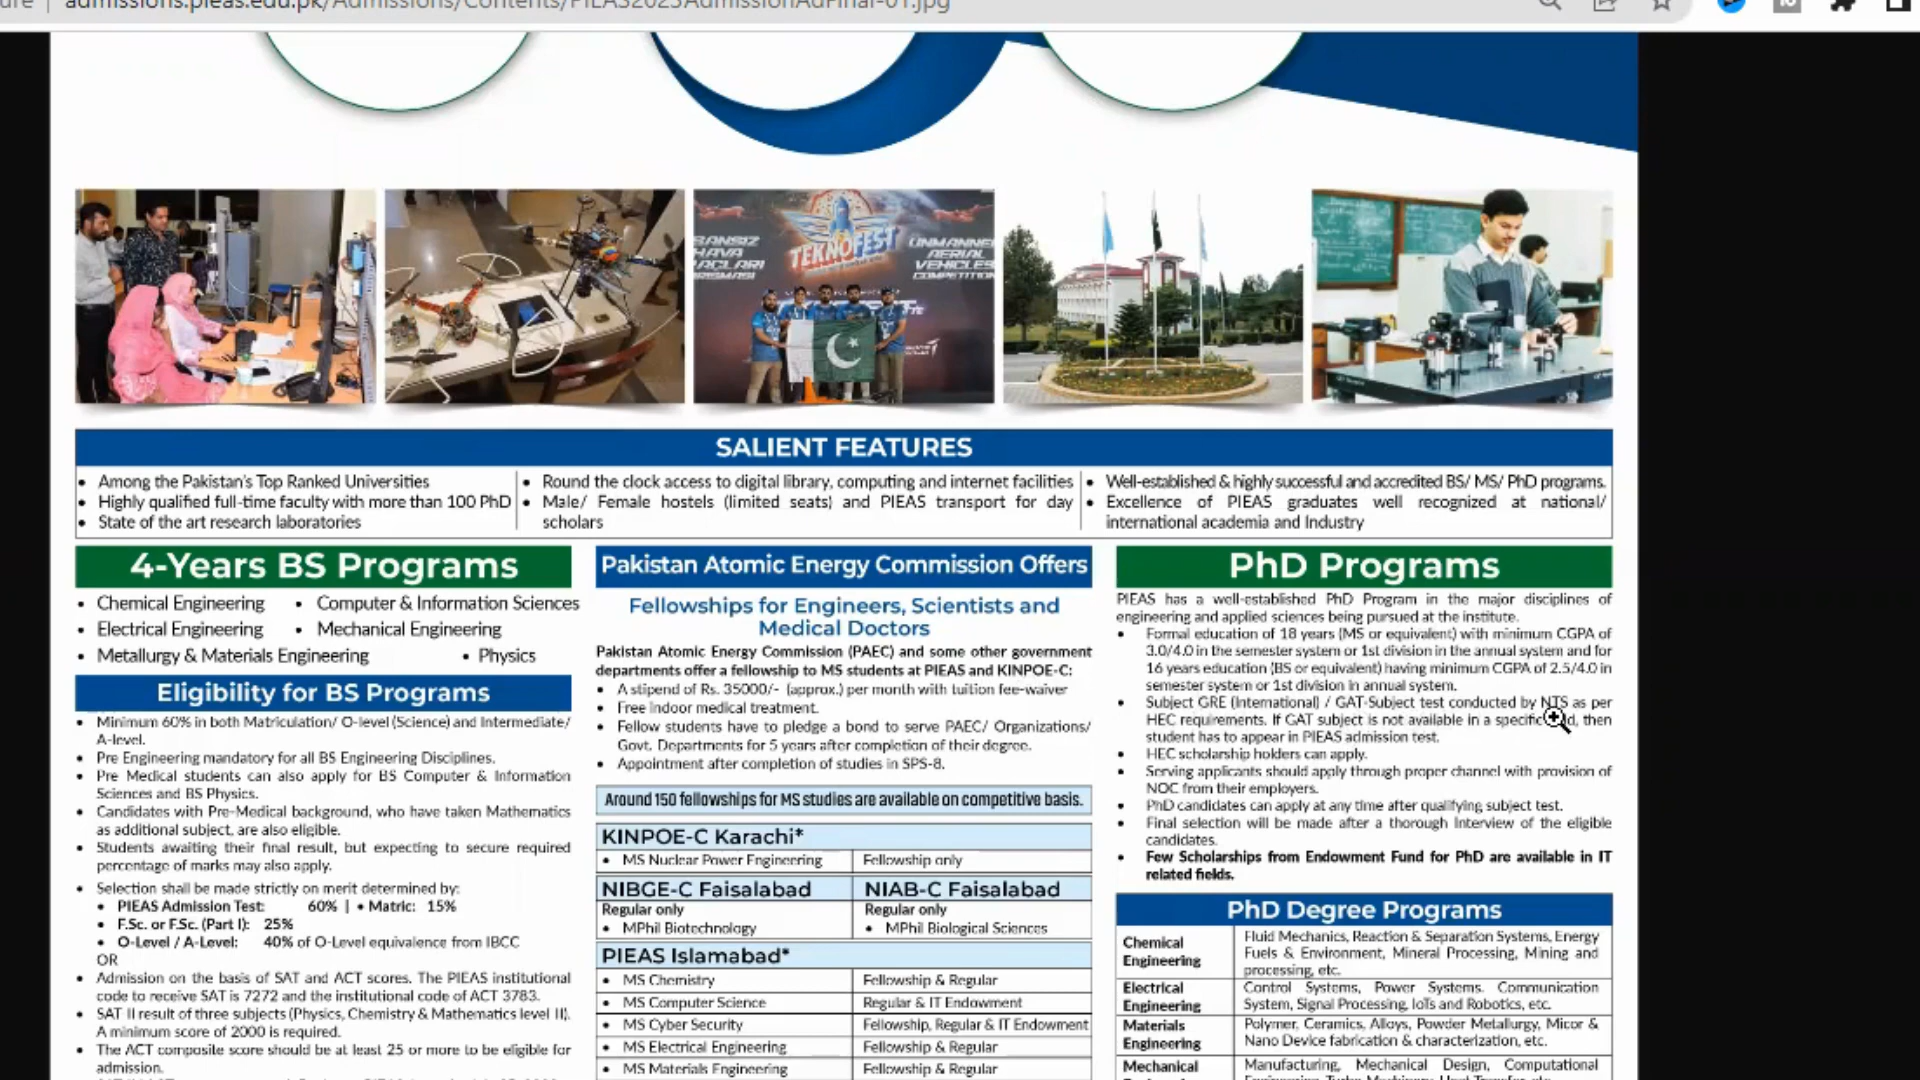 admissions.pieas.edu.pk/Admissions/Contents/PIEAS2023AdmissionAdFinal-01.jpg
TEKNOFEST
UNMANNED
AERIAL
VEHICLES
COMPETITION
SALIENT FEATURES
• Among the Pakistan's Top Ranked Universities
• Highly qualified full-time faculty with more than 100 PhD
• State of the art research laboratories
• Round the clock access to digital library, computing and internet facilities
• Male/ Female hostels (limited seats) and PIEAS transport for day
scholars
• Well-established & highly successful and accredited BS/ MS/ PhD programs.
• Excellence of PIEAS graduates well recognized at national/
international academia and Industry
4-Years BS Programs
• Chemical Engineering • Computer & Information Sciences
• Electrical Engineering • Mechanical Engineering
• Metallurgy & Materials Engineering • Physics
Eligibility for BS Programs
• Minimum 60% in both Matriculation/ O-level (Science) and Intermediate/
A-level.
• Pre Engineering mandatory for all BS Engineering Disciplines.
• Pre Medical students can also apply for BS Computer & Information
Sciences and BS Physics.
• Candidates with Pre-Medical background, who have taken Mathematics
as additional subject, are also eligible.
• Students awaiting their final result, but expecting to secure required
percentage of marks may also apply.
• Selection shall be made strictly on merit determined by:
• PIEAS Admission Test: 60% | • Matric: 15%
• F.Sc. or F.Sc. (Part I): 25%
• O-Level / A-Level: 40% of O-Level equivalence from IBCC
OR
• Admission on the basis of SAT and ACT scores. The PIEAS institutional
code to receive SAT is 7272 and the institutional code of ACT 3783.
• SAT II result of three subjects (Physics, Chemistry & Mathematics level II).
A minimum score of 2000 is required.
• The ACT composite score should be at least 25 or more to be eligible for
admission.
Pakistan Atomic Energy Commission Offers
Fellowships for Engineers, Scientists and
Medical Doctors
Pakistan Atomic Energy Commission (PAEC) and some other government
departments offer a fellowship to MS students at PIEAS and KINPOE-C:
• A stipend of Rs. 35000/- (approx.) per month with tuition fee-waiver
• Free indoor medical treatment.
• Fellow students have to pledge a bond to serve PAEC/ Organizations/
Govt. Departments for 5 years after completion of their degree.
• Appointment after completion of studies in SPS-8.
Around 150 fellowships for MS studies are available on competitive basis.
KINPOE-C Karachi*
• MS Nuclear Power Engineering Fellowship only
NIBGE-C Faisalabad NIAB-C Faisalabad
Regular only Regular only
• MPhil Biotechnology • MPhil Biological Sciences
PIEAS Islamabad*
• MS Chemistry Fellowship & Regular
• MS Computer Science Regular & IT Endowment
• MS Cyber Security Fellowship, Regular & IT Endowment
• MS Electrical Engineering Fellowship & Regular
• MS Materials Engineering Fellowship & Regular
PhD Programs
PIEAS has a well-established PhD Program in the major disciplines of
engineering and applied sciences being pursued at the institute.
• Formal education of 18 years (MS or equivalent) with minimum CGPA of
3.0/4.0 in the semester system or 1st division in the annual system and for
16 years education (BS or equivalent) having minimum CGPA of 2.5/4.0 in
semester system or 1st division in annual system.
• Subject GRE (International) / GAT-Subject test conducted by NTS as per
HEC requirements. If GAT subject is not available in a specific then
student has to appear in PIEAS admission test.
• HEC scholarship holders can apply.
• Serving applicants should apply through proper channel with provision of
NOC from their employers.
• PhD candidates can apply at any time after qualifying subject test.
• Final selection will be made after a thorough Interview of the eligible
candidates.
• Few Scholarships from Endowment Fund for PhD are available in IT
related fields.
PhD Degree Programs
Chemical Engineering Fluid Mechanics, Reaction & Separation Systems, Energy
Fuels & Environment, Mineral Processing, Mining and
processing, etc.
Electrical Engineering Control Systems, Power Systems. Communication
System, Signal Processing, IoTs and Robotics, etc.
Materials Engineering Polymer, Ceramics, Alloys, Powder Metallurgy, Micor &
Nano Device fabrication & characterization, etc.
Mechanical Manufacturing, Mechanical Design, Computational